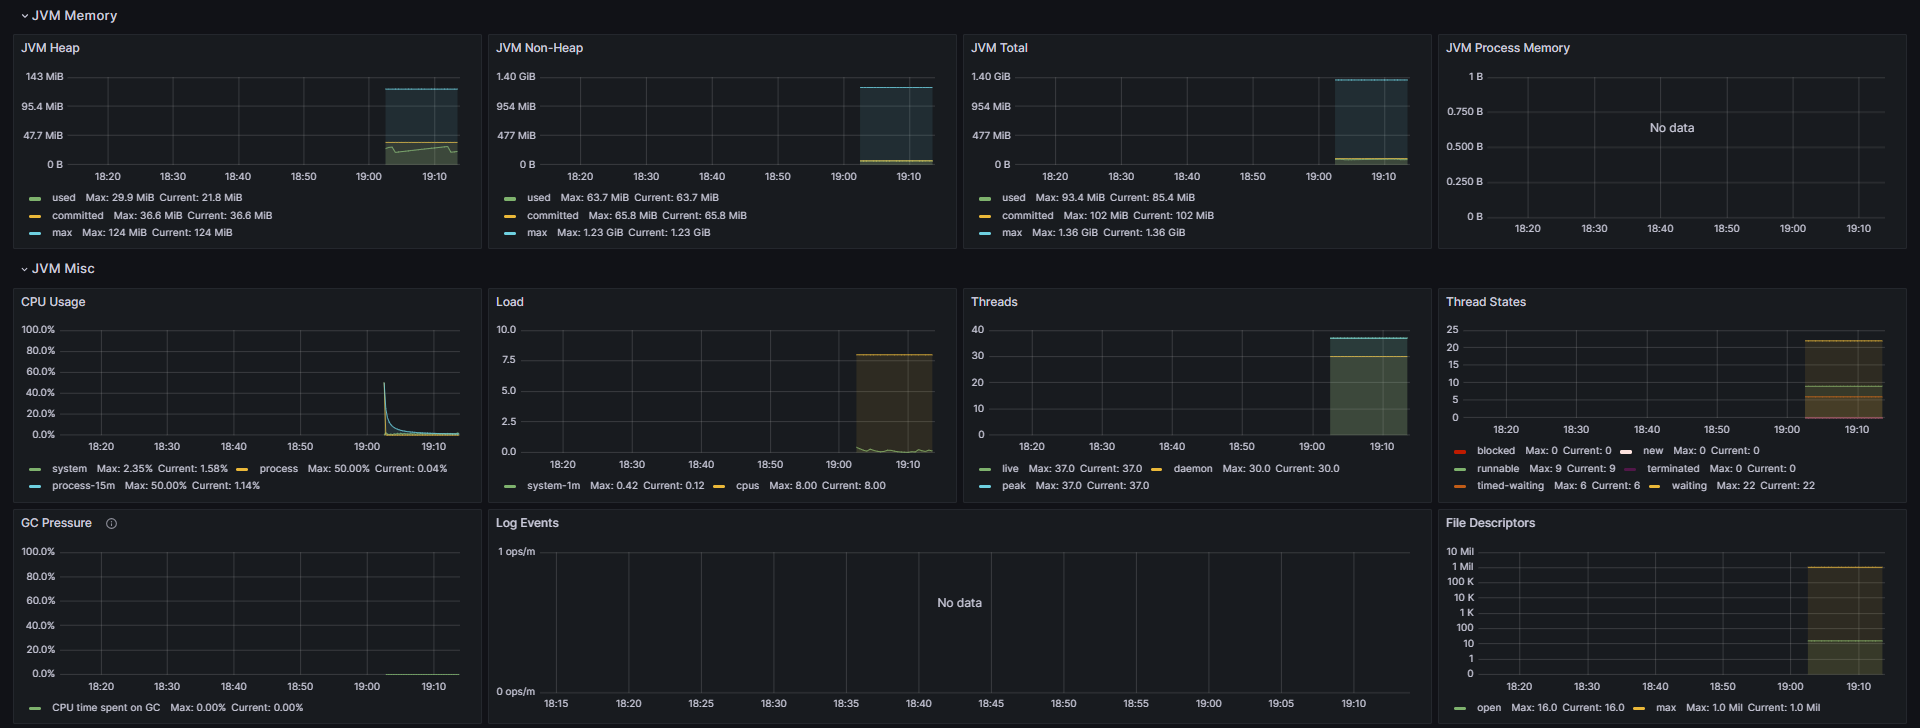 JVM Memory
JVM Heap
143 MiB
95.4 MiB
47.7 MiB
0 B
18:20 18:30 18:40 18:50 19:00 19:10
used Max: 29.9 MiB Current: 21.8 MiB
committed Max: 36.6 MiB Current: 36.6 MiB
max Max: 124 MiB Current: 124 MiB
JVM Non-Heap
1.40 GiB
954 MiB
477 MiB
0 B
18:20 18:30 18:40 18:50 19:00 19:10
used Max: 63.7 MiB Current: 63.7 MiB
committed Max: 65.8 MiB Current: 65.8 MiB
max Max: 1.23 GiB Current: 1.23 GiB
JVM Total
1.40 GiB
954 MiB
477 MiB
0 B
18:20 18:30 18:40 18:50 19:00 19:10
used Max: 93.4 MiB Current: 85.4 MiB
committed Max: 102 MiB Current: 102 MiB
max Max: 1.36 GiB Current: 1.36 GiB
JVM Process Memory
1 B
0.750 B
0.500 B
0.250 B
0 B
No data
18:20 18:30 18:40 18:50 19:00 19:10
JVM Misc
CPU Usage
100.0%
80.0%
60.0%
40.0%
20.0%
0.0%
18:20 18:30 18:40 18:50 19:00 19:10
system Max: 2.35% Current: 1.58% process Max: 50.00% Current: 0.04%
process-15m Max: 50.00% Current: 1.14%
Load
10.0
7.5
5.0
2.5
0.0
18:20 18:30 18:40 18:50 19:00 19:10
system-1m Max: 0.42 Current: 0.12 cpus Max: 8.00 Current: 8.00
Threads
40
30
20
10
0
18:20 18:30 18:40 18:50 19:00 19:10
live Max: 37.0 Current: 37.0 daemon Max: 30.0 Current: 30.0
peak Max: 37.0 Current: 37.0
Thread States
25
20
15
10
5
0
18:20 18:30 18:40 18:50 19:00 19:10
blocked Max: 0 Current: 0 new Max: 0 Current: 0
runnable Max: 9 Current: 9 terminated Max: 0 Current: 0
timed-waiting Max: 6 Current: 6 waiting Max: 22 Current: 22
GC Pressure
100.0%
80.0%
60.0%
40.0%
20.0%
0.0%
18:20 18:30 18:40 18:50 19:00 19:10
CPU time spent on GC Max: 0.00% Current: 0.00%
Log Events
1 ops/m
No data
0 ops/m
18:15 18:20 18:25 18:30 18:35 18:40 18:45 18:50 18:55 19:00 19:05 19:10
File Descriptors
10 Mil
1 Mil
100 K
10 K
1 K
100
10
1
0
18:20 18:30 18:40 18:50 19:00 19:10
open Max: 16.0 Current: 16.0 max Max: 1.0 Mil Current: 1.0 Mil